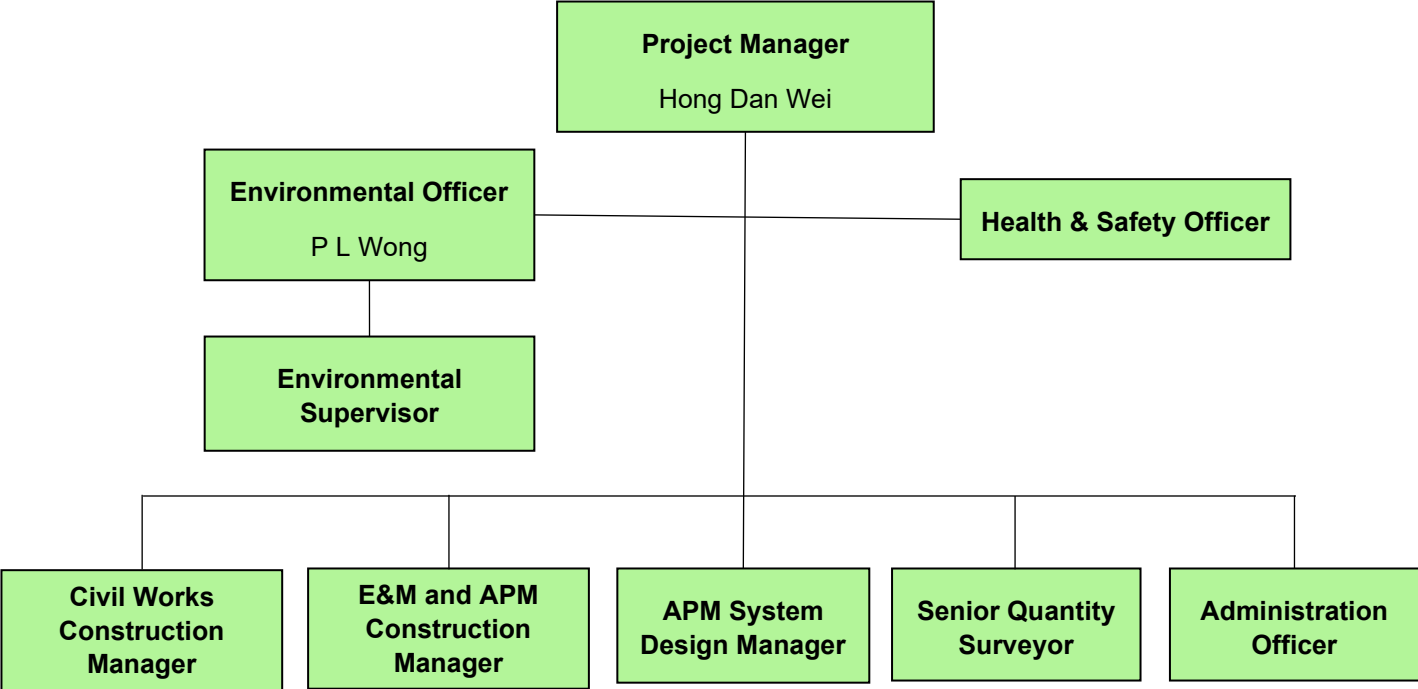 Project Manager
Hong Dan Wei
Environmental Officer
P L Wong
Health & Safety Officer
Environmental
Supervisor
Civil Works
Construction
Manager
E&M and APM
Construction
Manager
APM System
Design Manager
Senior Quantity
Surveyor
Administration
Officer